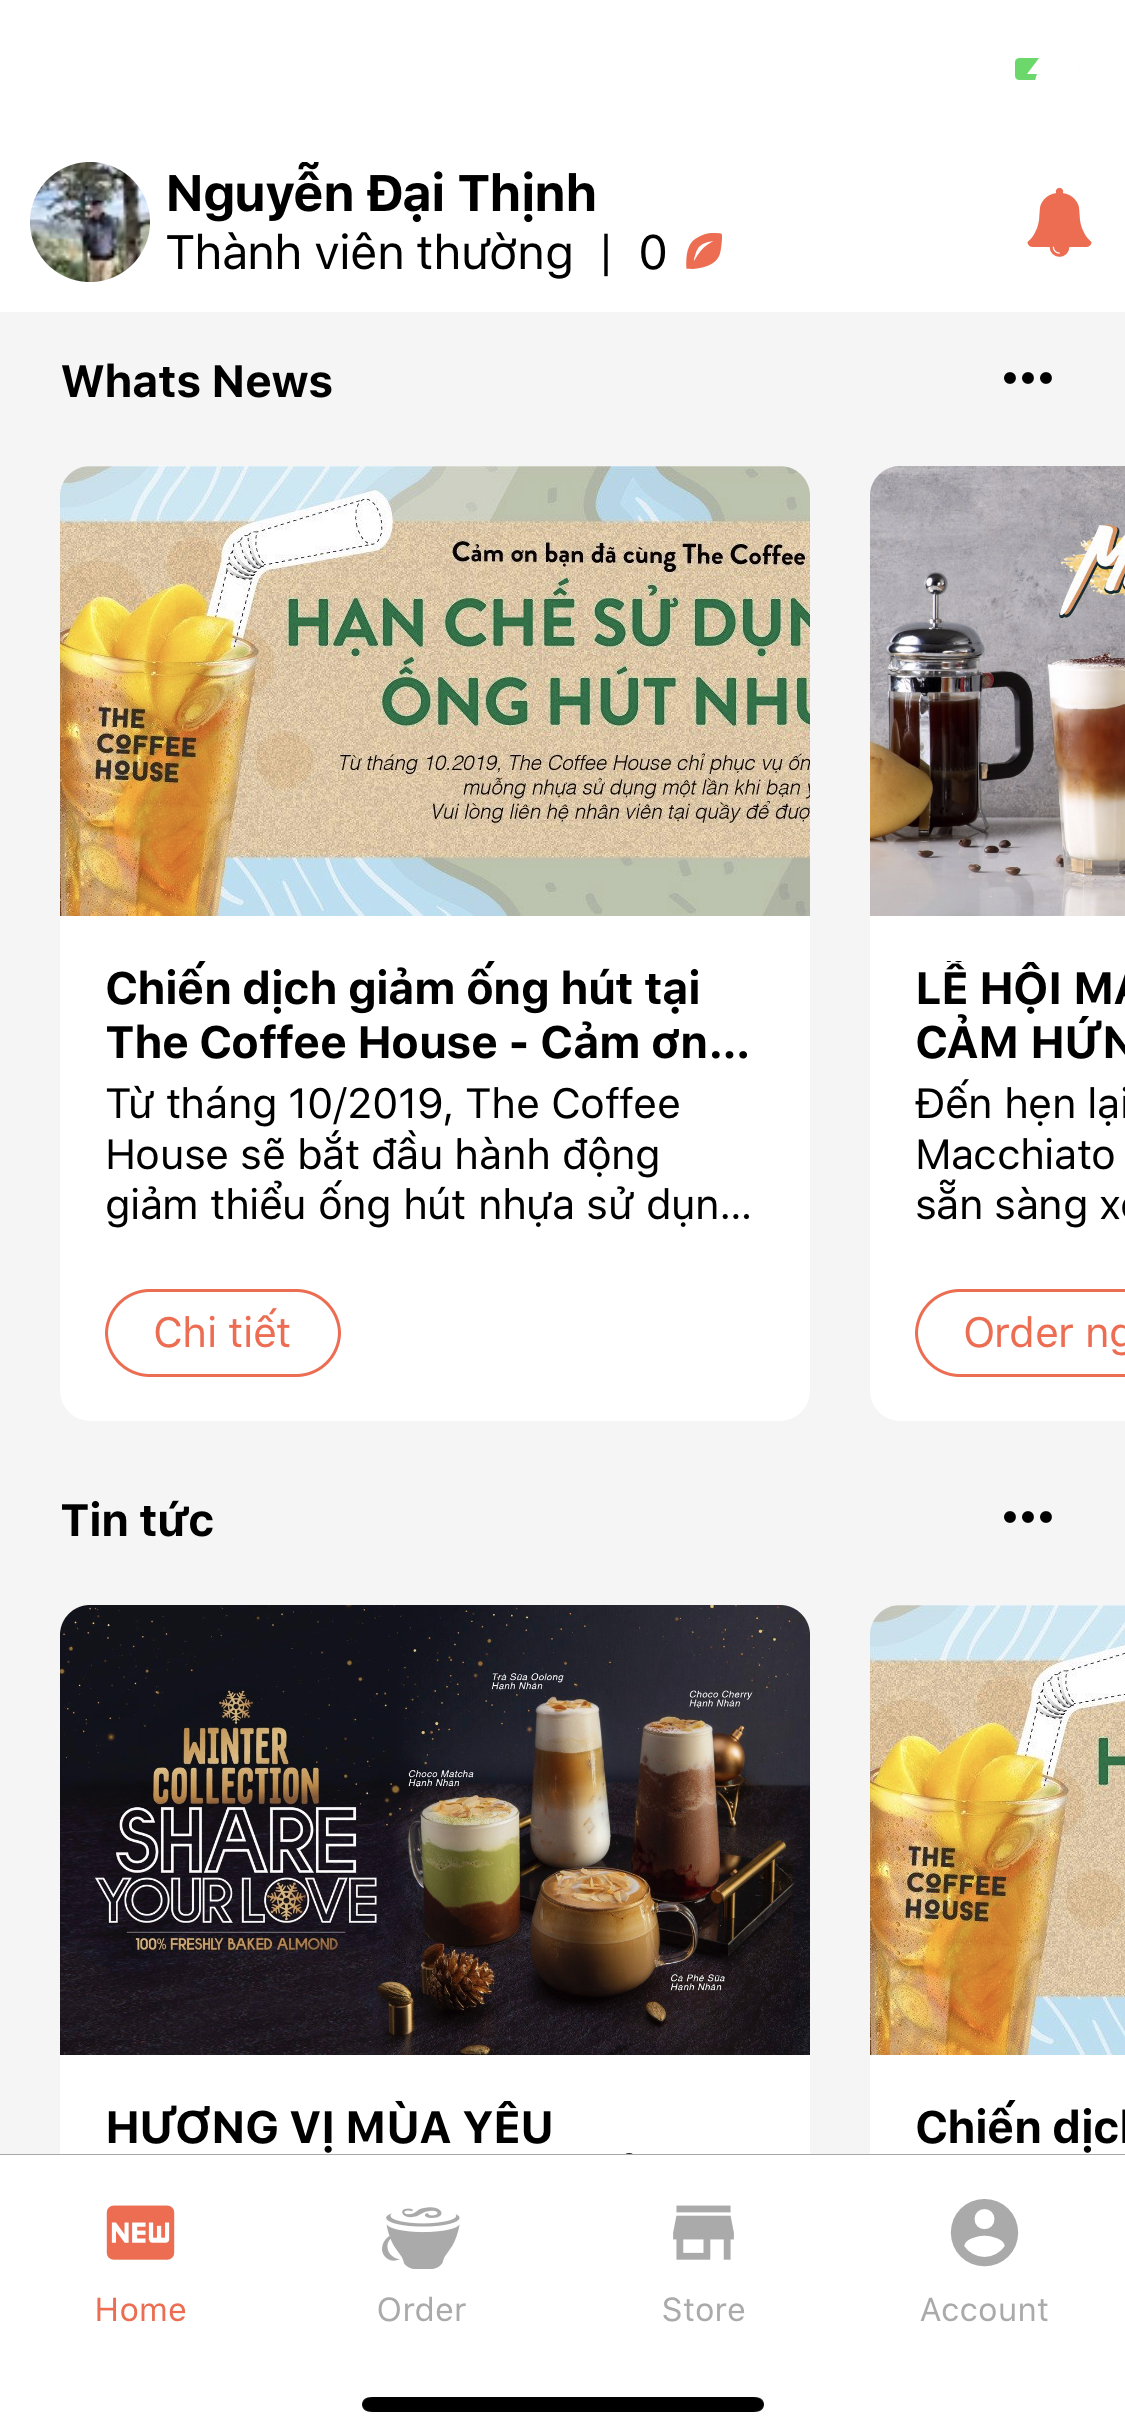 Nguyễn Đại Thịnh
Thành viên thường | 0
Whats News
Cảm ơn bạn đã cùng The Coffee
HẠN CHẾ SỬ DỤN
ỐNG HÚT NHỰ
Từ tháng 10.2019, The Coffee House chỉ phục vụ ốn
muỗng nhựa sử dụng một lần khi bạn y
Vui lòng liên hệ nhân viên tại quầy để đượ
THE
COFFEE
HOUSE
Chiến dịch giảm ống hút tại
The Coffee House - Cảm ơn...
Từ tháng 10/2019, The Coffee
House sẽ bắt đầu hành động
giảm thiểu ống hút nhựa sử dụn...
Chi tiết
LỄ HỘI MA
CẢM HỨN
Đến hẹn lại
Macchiato
sẵn sàng
Order ng
Tin tức
WINTER
COLLECTION
SHARE
YOUR LOVE
100% FRESHLY BAKED ALMOND
Trà Sữa Oolong
Hạnh Nhân
Choco Cherry
Hạnh Nhân
Choco Matcha
Hạnh Nhân
Cà Phê Sữa
Hạnh Nhân
THE
COFFEE
HOUSE
H
HƯƠNG VỊ MÙA YÊU
Chiến dịch
NEW
Home
Order
Store
Account